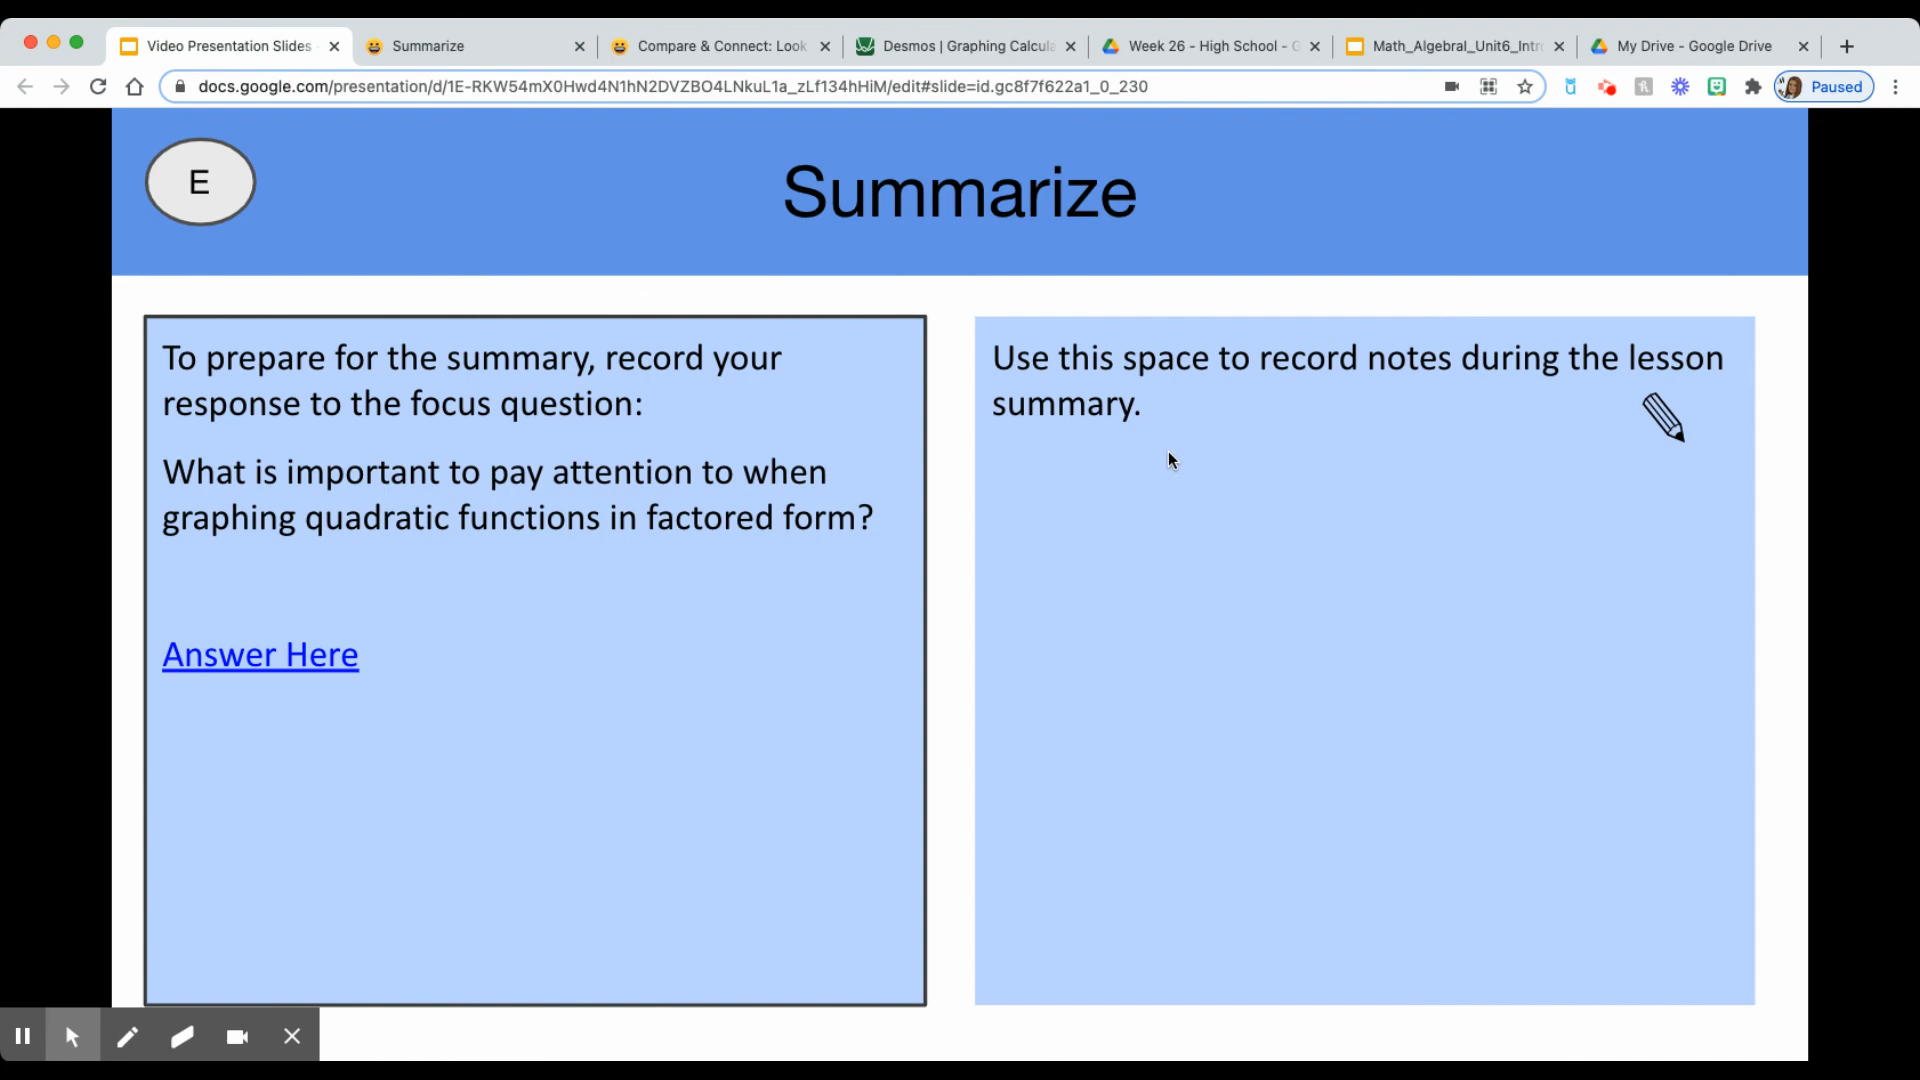 Video Presentation Slides
Summarize
Compare & Connect: Look
Desmos | Graphing Calcula
Week 26 - High School - G
Math_Algebral_Unit6_Intr
My Drive - Google Drive
docs.google.com/presentation/d/1E-RKW54mX0Hwd4N1hN2DVZBO4LNkuL1a_zLf134hHiM/edit#slide=id.gc8f7f622a1_0_230
Paused
E
Summarize
To prepare for the summary, record your
response to the focus question:
What is important to pay attention to when
graphing quadratic functions in factored form?
Answer Here
Use this space to record notes during the lesson
summary.